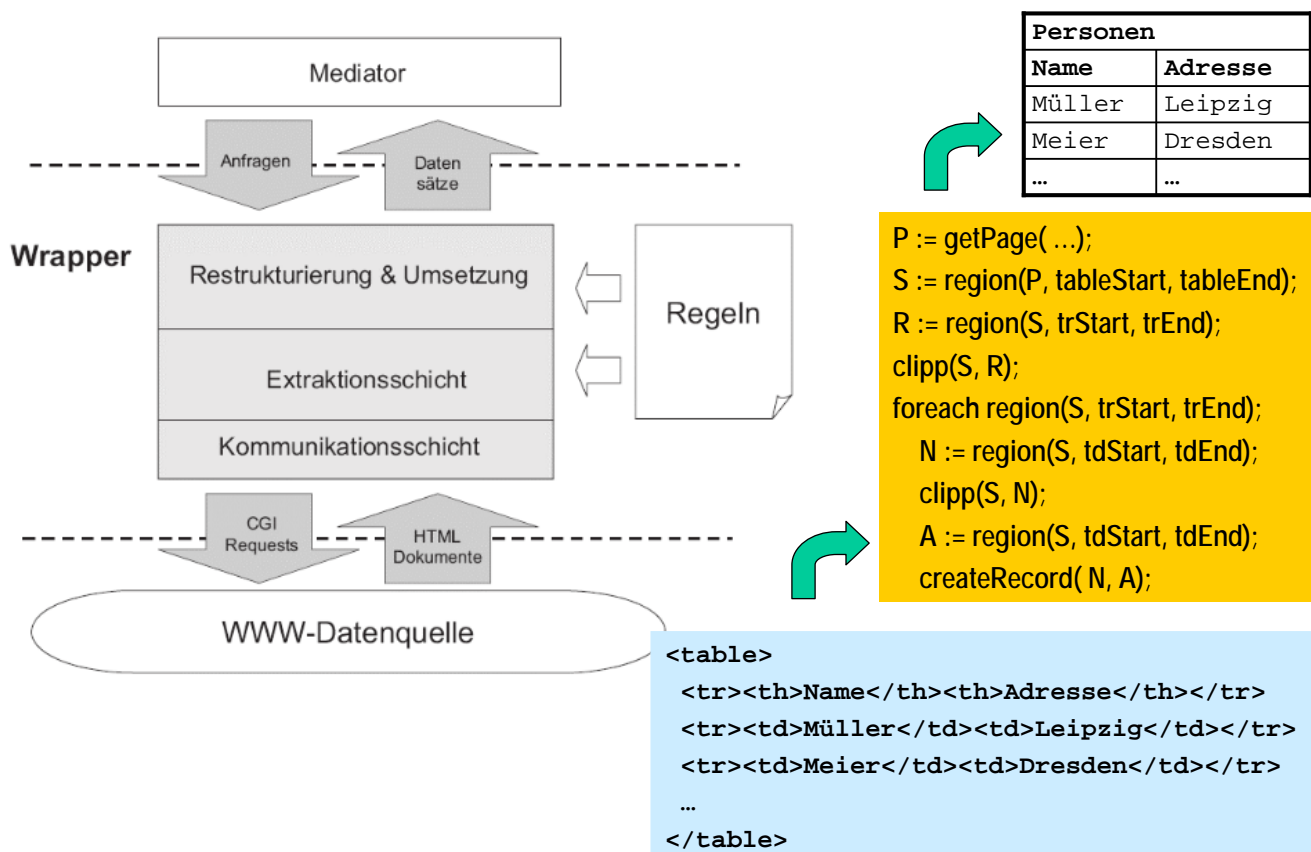 Mediator
Anfragen
Daten
sätze
Wrapper
Restrukturierung & Umsetzung
Extraktionsschicht
Kommunikationsschicht
Regeln
CGI
Requests
HTML
Dokumente
WWW-Datenquelle
Personen
Name Adresse
Müller Leipzig
Meier Dresden
… …
P := getPage( …);
S := region(P, tableStart, tableEnd);
R := region(S, trStart, trEnd);
clipp(S, R);
foreach region(S, trStart, trEnd);
N := region(S, tdStart, tdEnd);
clipp(S, N);
A := region(S, tdStart, tdEnd);
createRecord( N, A);
<table>
<tr><th>Name</th><th>Adresse</th></tr>
<tr><td>Müller</td><td>Leipzig</td></tr>
<tr><td>Meier</td><td>Dresden</td></tr>
…
</table>